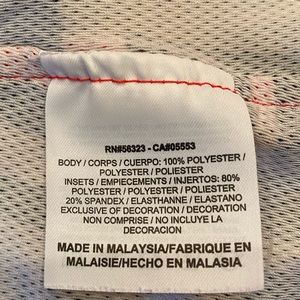 RN#56323 - CA#05553
BODY / CORPS / CUERPO: 100% POLYESTER /
POLYESTER / POLIESTER
INSETS / EMPIECEMENTS / INJERTOS: 80%
POLYESTER / POLYESTER / POLIESTER
20% SPANDEX / ELASTHANNE / ELASTANO
EXCLUSIVE OF DECORATION / DECORATION
NON COMPRISE / NO INCLUYE LA
DECORACION
MADE IN MALAYSIA/FABRIQUE EN
MALAISIE/HECHO EN MALASIA